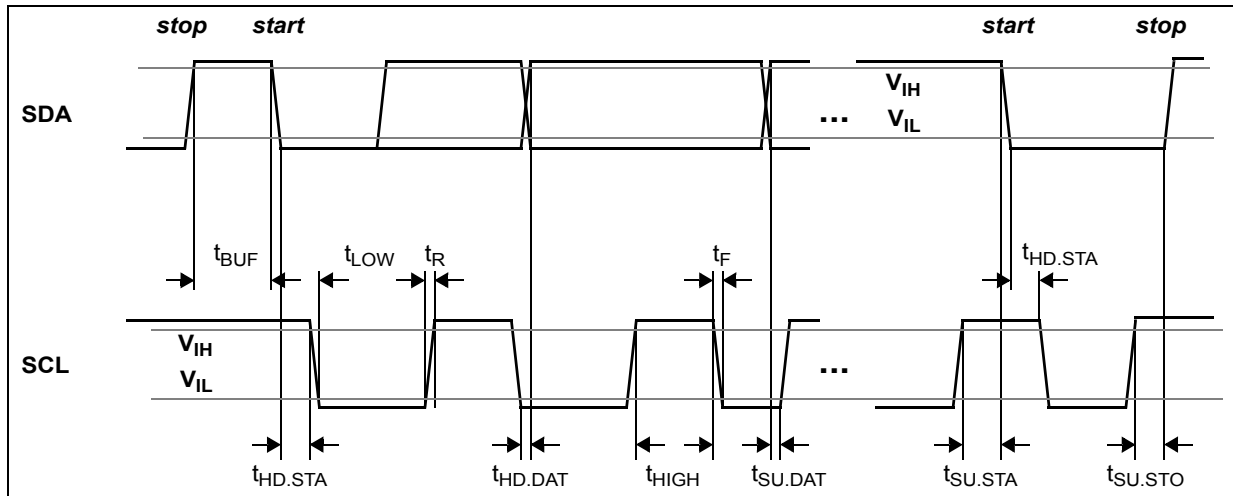 stop start start stop
SDA
V_IH
... V_IL
t_BUF t_LOW t_R t_F t_HD.STA
SCL
V_IH
V_IL ...
t_HD.STA t_HD.DAT t_HIGH t_SU.DAT t_SU.STA t_SU.STO